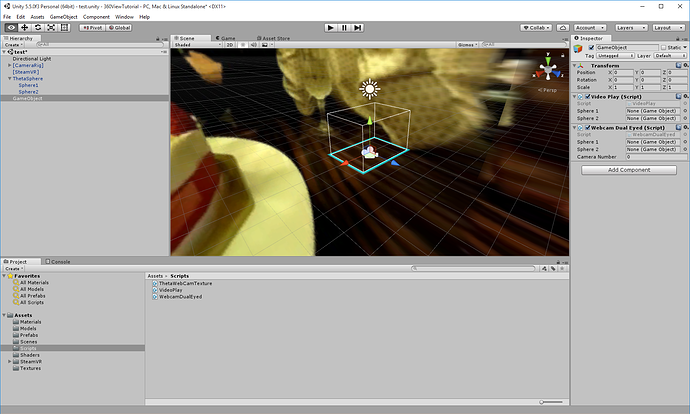 Unity 5.5.0f3 Personal (64bit) - test.unity - 360ViewTutorial - PC, Mac & Linux Standalone* <DX11>
File Edit Assets GameObject Component Window Help
Pivot Global Collab Account Layers Layout
Hierarchy Scene Game Asset Store Inspector
Create All Shaded 2D Gizmos All GameObject Static
test* Tag Untagged Layer Default
Directional Light Transform
[CameraRig] Position X 0 Y 0 Z 0
[SteamVR] Rotation X 0 Y 0 Z 0
ThetaSphere Scale X 1 Y 1 Z 1
Sphere1 Persp
Sphere2 Video Play (Script)
GameObject Script VideoPlay
Sphere 1 None (Game Object)
Sphere 2 None (Game Object)
Webcam Dual Eyed (Script)
Script WebcamDualEyed
Sphere 1 None (Game Object)
Sphere 2 None (Game Object)
Camera Number 0
Add Component
Project Console
Create
Favorites Assets Scripts
All Materials ThetaWebCamTexture
All Models VideoPlay
All Prefabs WebcamDualEyed
All Scripts
Assets
Materials
Models
Prefabs
Scenes
Scripts
Shaders
SteamVR
Textures